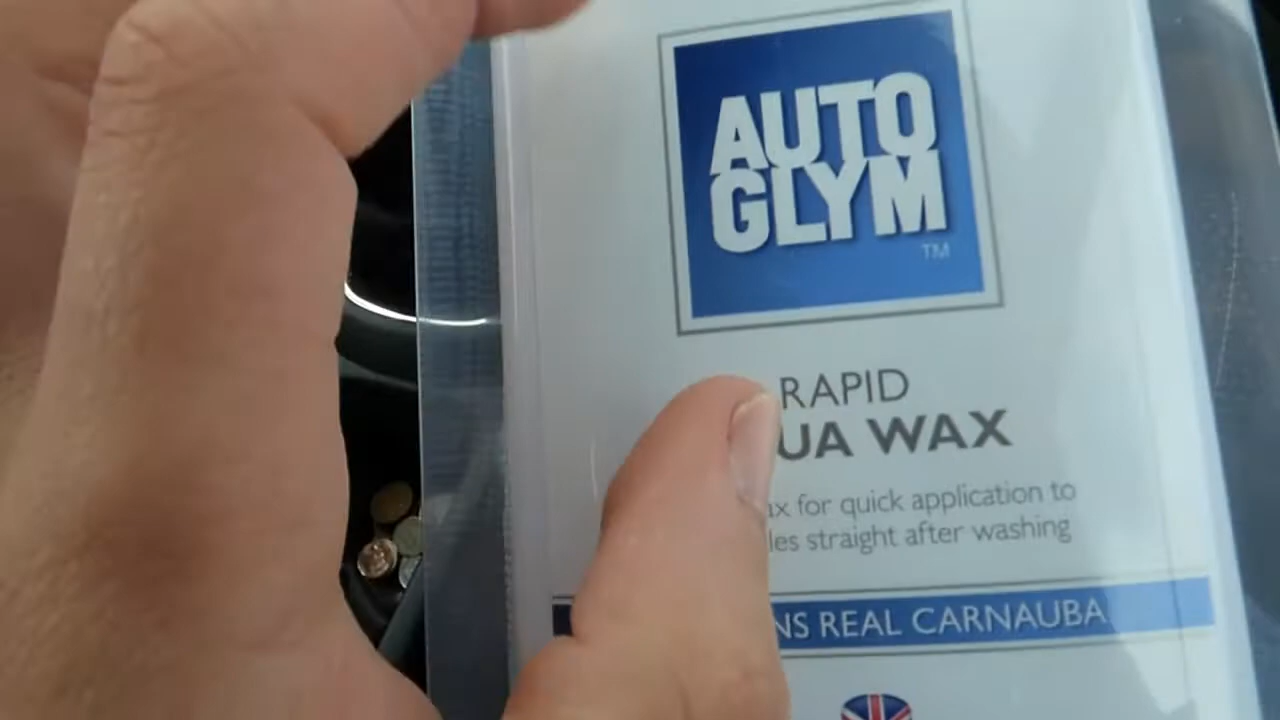 AUTO
GLYM
TM
RAPID
UA WAX
ax for quick application to
les straight after washing
NS REAL CARNAUBA